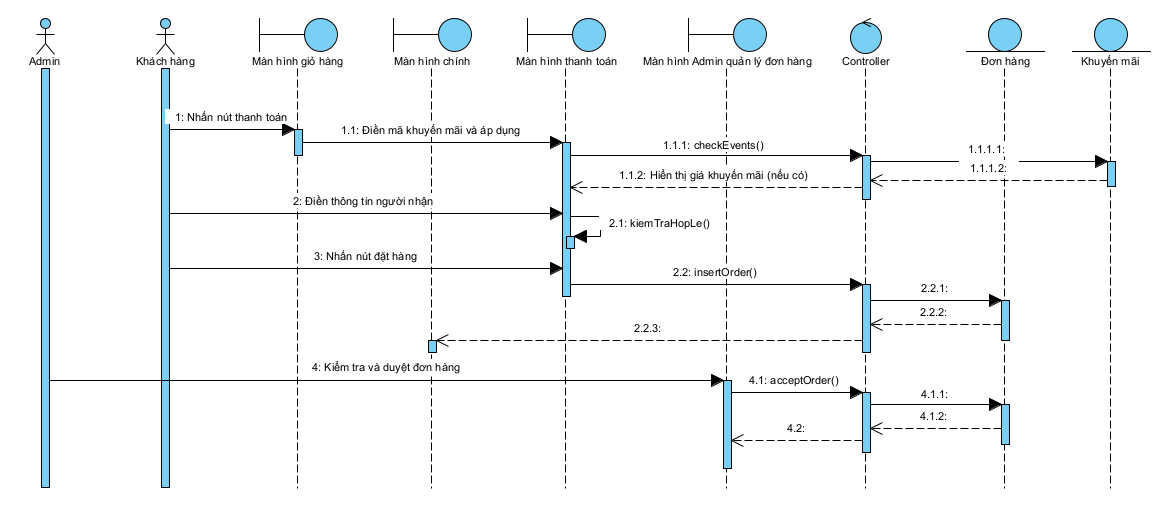 Admin
Khách hàng
Màn hình giỏ hàng
Màn hình chính
Màn hình thanh toán
Màn hình Admin quản lý đơn hàng
Controller
Đơn hàng
Khuyến mãi
1: Nhấn nút thanh toán
1.1: Điền mã khuyến mãi và áp dụng
1.1.1: checkEvents()
1.1.1.1:
1.1.1.2:
1.1.2: Hiển thị giá khuyến mãi (nếu có)
2: Điền thông tin người nhận
2.1: kiemTraHopLe()
3: Nhấn nút đặt hàng
2.2: insertOrder()
2.2.1:
2.2.2:
2.2.3:
4: Kiểm tra và duyệt đơn hàng
4.1: acceptOrder()
4.1.1:
4.1.2:
4.2: